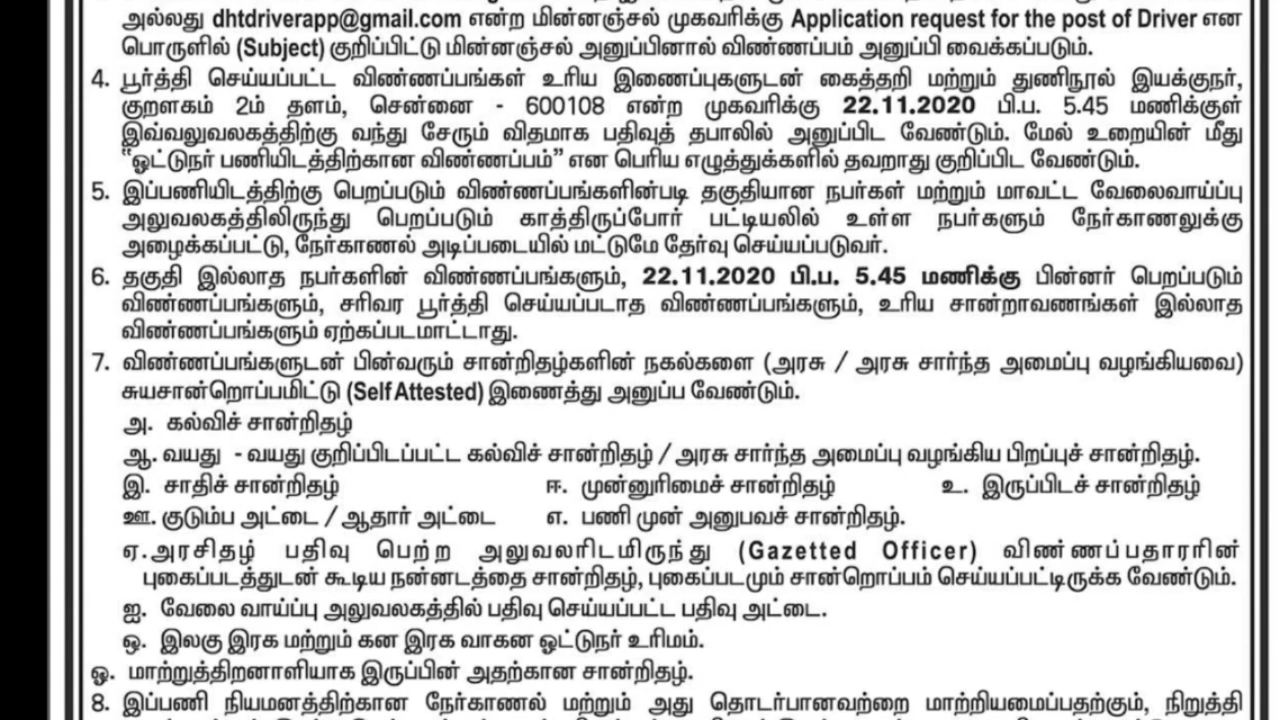 அல்லது dhtdriverapp@gmail.com என்ற மின்னஞ்சல் முகவரிக்கு Application request for the post of Driver என
பொருளில் (Subject) குறிப்பிட்டு மின்னஞ்சல் அனுப்பினால் விண்ணப்பம் அனுப்பி வைக்கப்படும்.
4. பூர்த்தி செய்யப்பட்ட விண்ணப்பங்கள் உரிய இணைப்புகளுடன் கைத்தறி மற்றும் துணிநூல் இயக்குநர்,
குறளகம் 2ம் தளம், சென்னை - 600108 என்ற முகவரிக்கு 22.11.2020 பி.ப. 5.45 மணிக்குள்
இவ்வலுவலகத்திற்கு வந்து சேரும் விதமாக பதிவுத் தபாலில் அனுப்பிட வேண்டும். மேல் உறையின் மீது
“ஓட்டுநர் பணியிடத்திற்கான விண்ணப்பம்” என பெரிய எழுத்துக்களில் தவறாது குறிப்பிட வேண்டும்.
5. இப்பணியிடத்திற்கு பெறப்படும் விண்ணப்பங்களின்படி தகுதியான நபர்கள் மற்றும் மாவட்ட வேலைவாய்ப்பு
அலுவலகத்திலிருந்து பெறப்படும் காத்திருப்போர் பட்டியலில் உள்ள நபர்களும் நேர்காணலுக்கு
அழைக்கப்பட்டு, நேர்காணல் அடிப்படையில் மட்டுமே தேர்வு செய்யப்படுவர்.
6. தகுதி இல்லாத நபர்களின் விண்ணப்பங்களும், 22.11.2020 பி.ப. 5.45 மணிக்கு பின்னர் பெறப்படும்
விண்ணப்பங்களும், சரிவர பூர்த்தி செய்யப்படாத விண்ணப்பங்களும், உரிய சான்றாவணங்கள் இல்லாத
விண்ணப்பங்களும் ஏற்கப்படமாட்டாது.
7. விண்ணப்பங்களுடன் பின்வரும் சான்றிதழ்களின் நகல்களை (அரசு / அரசு சார்ந்த அமைப்பு வழங்கியவை)
சுயசான்றொப்பமிட்டு (Self Attested) இணைத்து அனுப்ப வேண்டும்.
அ. கல்விச் சான்றிதழ்
ஆ. வயது - வயது குறிப்பிடப்பட்ட கல்விச் சான்றிதழ் / அரசு சார்ந்த அமைப்பு வழங்கிய பிறப்புச் சான்றிதழ்.
இ. சாதிச் சான்றிதழ் ஈ. முன்னுரிமைச் சான்றிதழ் உ. இருப்பிடச் சான்றிதழ்
ஊ. குடும்ப அட்டை / ஆதார் அட்டை எ. பணி முன் அனுபவச் சான்றிதழ்.
ஏ. அரசிதழ் பதிவு பெற்ற அலுவலரிடமிருந்து (Gazetted Officer) விண்ணப்பதாரரின்
புகைப்படத்துடன் கூடிய நன்னடத்தை சான்றிதழ், புகைப்படமும் சான்றொப்பம் செய்யப்பட்டிருக்க வேண்டும்.
ஐ. வேலை வாய்ப்பு அலுவலகத்தில் பதிவு செய்யப்பட்ட பதிவு அட்டை.
ஒ. இலகு இரக மற்றும் கன இரக வாகன ஓட்டுநர் உரிமம்.
ஓ. மாற்றுத்திறனாளியாக இருப்பின் அதற்கான சான்றிதழ்.
8. இப்பணி நியமனத்திற்கான நேர்காணல் மற்றும் அது தொடர்பானவற்றை மாற்றியமைப்பதற்கும், நிறுத்தி